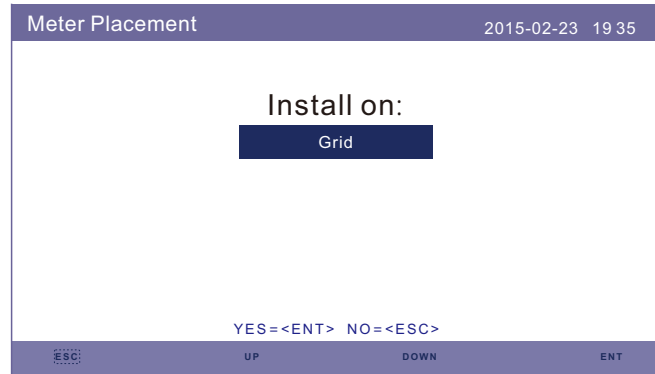 Meter Placement 2015-02-23 19 35
Install on:
Grid
YES=<ENT> NO=<ESC>
ESC UP DOWN ENT